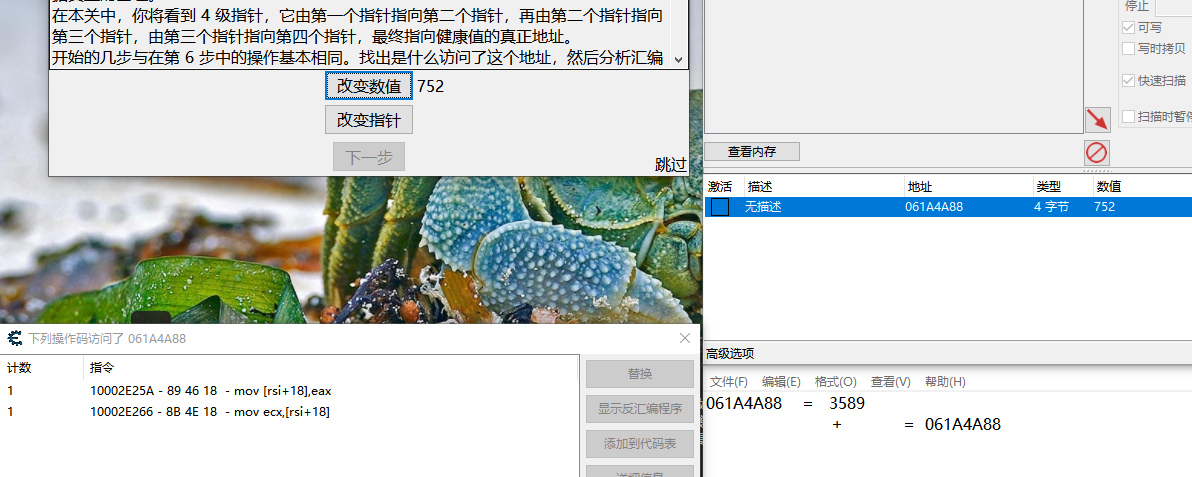 在本关中，你将看到 4 级指针，它由第一个指针指向第二个指针，再由第二个指针指向
第三个指针，由第三个指针指向第四个指针，最终指向健康值的真正地址。
开始的几步与在第 6 步中的操作基本相同。找出是什么访问了这个地址，然后分析汇编
改变数值 752
改变指针
下一步
跳过
停止
可写
写时拷贝
快速扫描
扫描时暂停
查看内存
激活 描述 地址 类型 数值
无描述 061A4A88 4 字节 752
下列操作码访问了 061A4A88
计数 指令
1 10002E25A - 89 46 18 - mov [rsi+18],eax
1 10002E266 - 8B 4E 18 - mov ecx,[rsi+18]
替换
显示反汇编程序
添加到代码表
详细信息
高级选项
文件(F) 编辑(E) 格式(O) 查看(V) 帮助(H)
061A4A88 = 3589
+ = 061A4A88